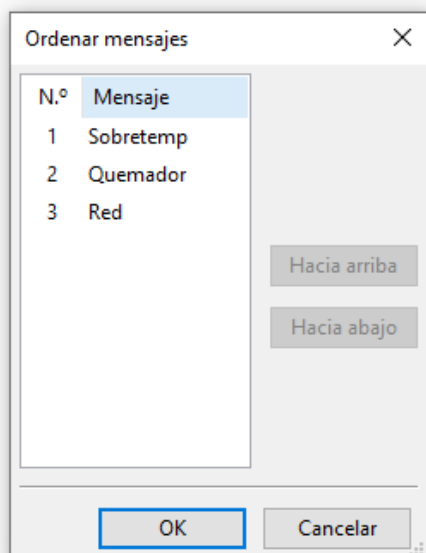 Ordenar mensajes
N.º Mensaje
1 Sobretemp
2 Quemador
3 Red
Hacia arriba
Hacia abajo
OK Cancelar